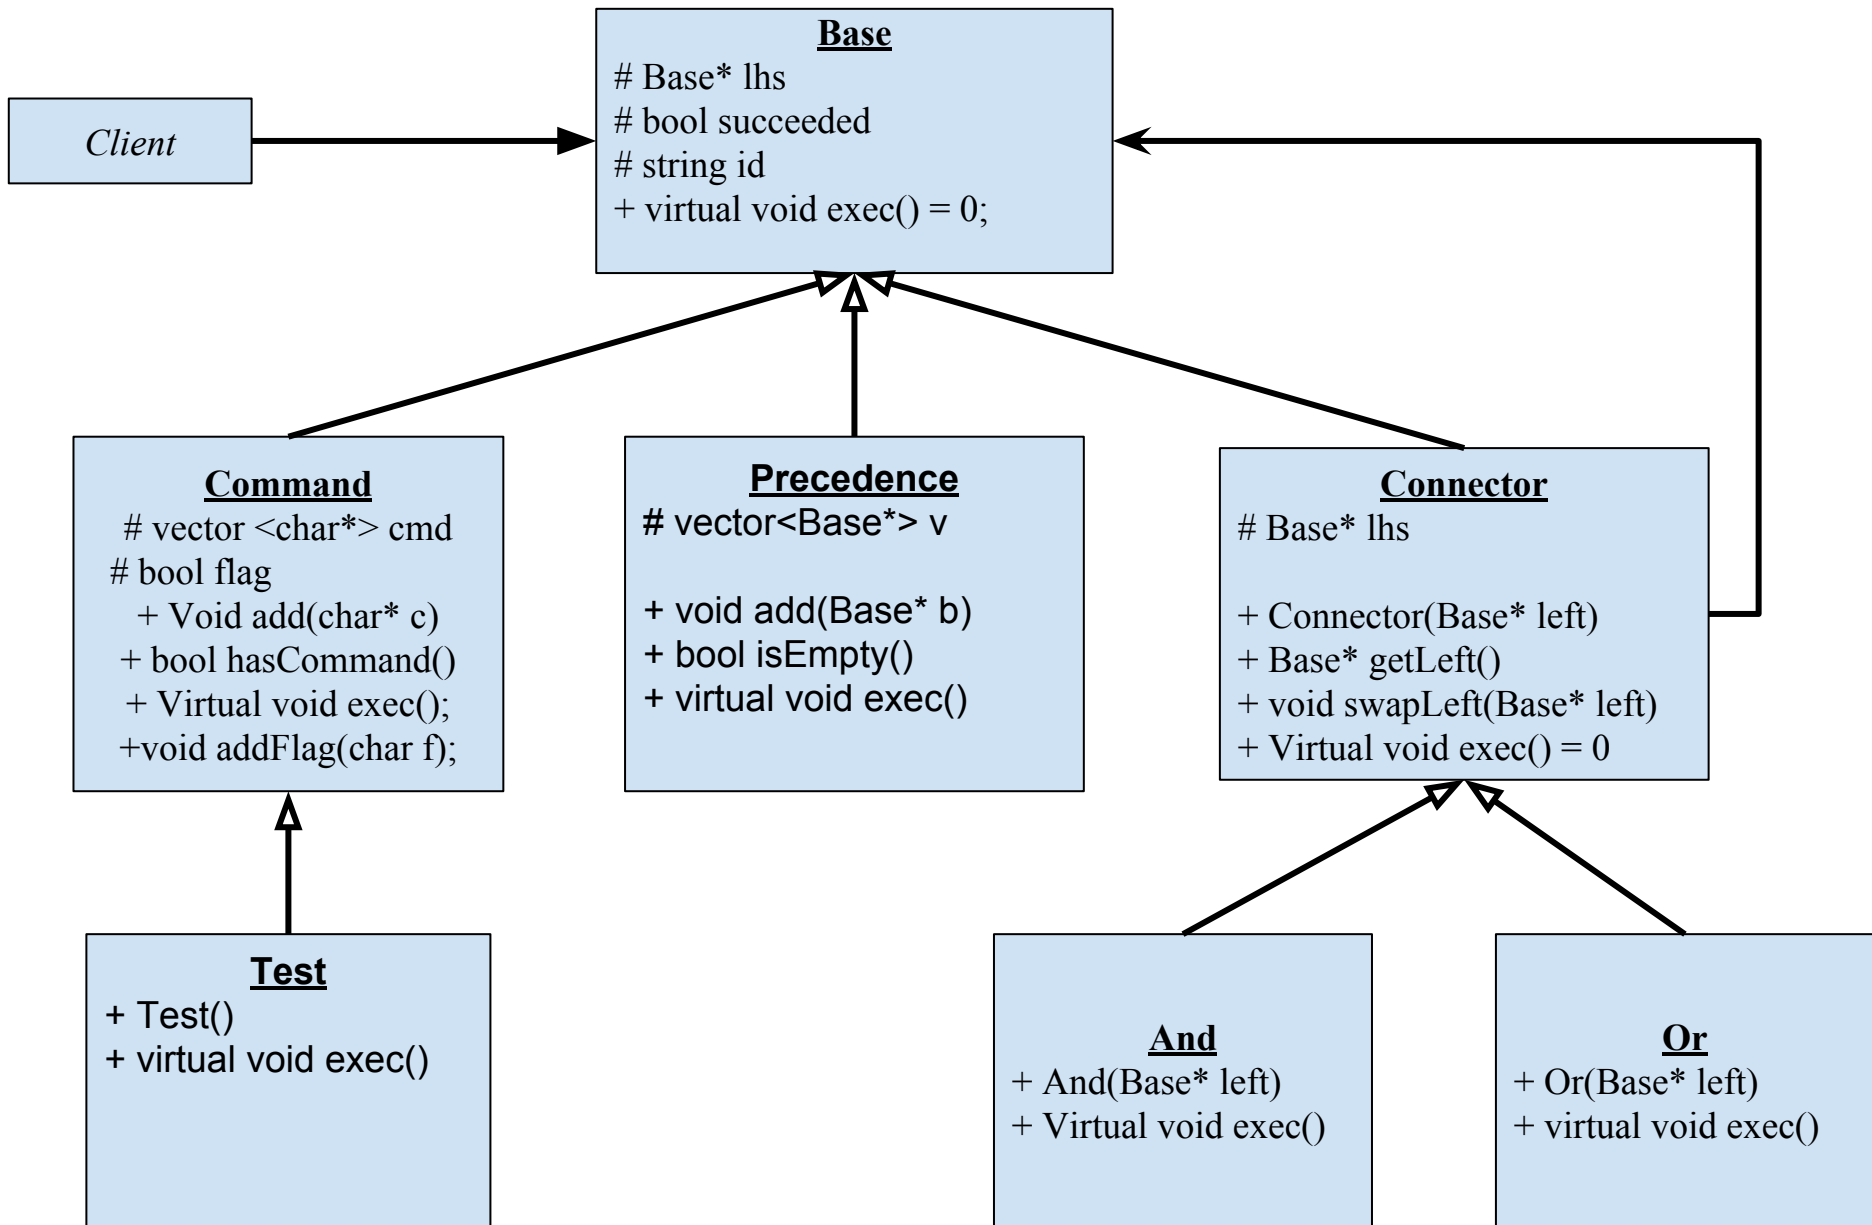 Base
# Base* lhs
# bool succeeded
# string id
+ virtual void exec() = 0;
Client
Command
# vector <char*> cmd
# bool flag
+ Void add(char* c)
+ bool hasCommand()
+ Virtual void exec();
+void addFlag(char f);
Precedence
# vector<Base*> v
+ void add(Base* b)
+ bool isEmpty()
+ virtual void exec()
Connector
# Base* lhs
+ Connector(Base* left)
+ Base* getLeft()
+ void swapLeft(Base* left)
+ Virtual void exec() = 0
Test
+ Test()
+ virtual void exec()
And
+ And(Base* left)
+ Virtual void exec()
Or
+ Or(Base* left)
+ virtual void exec()